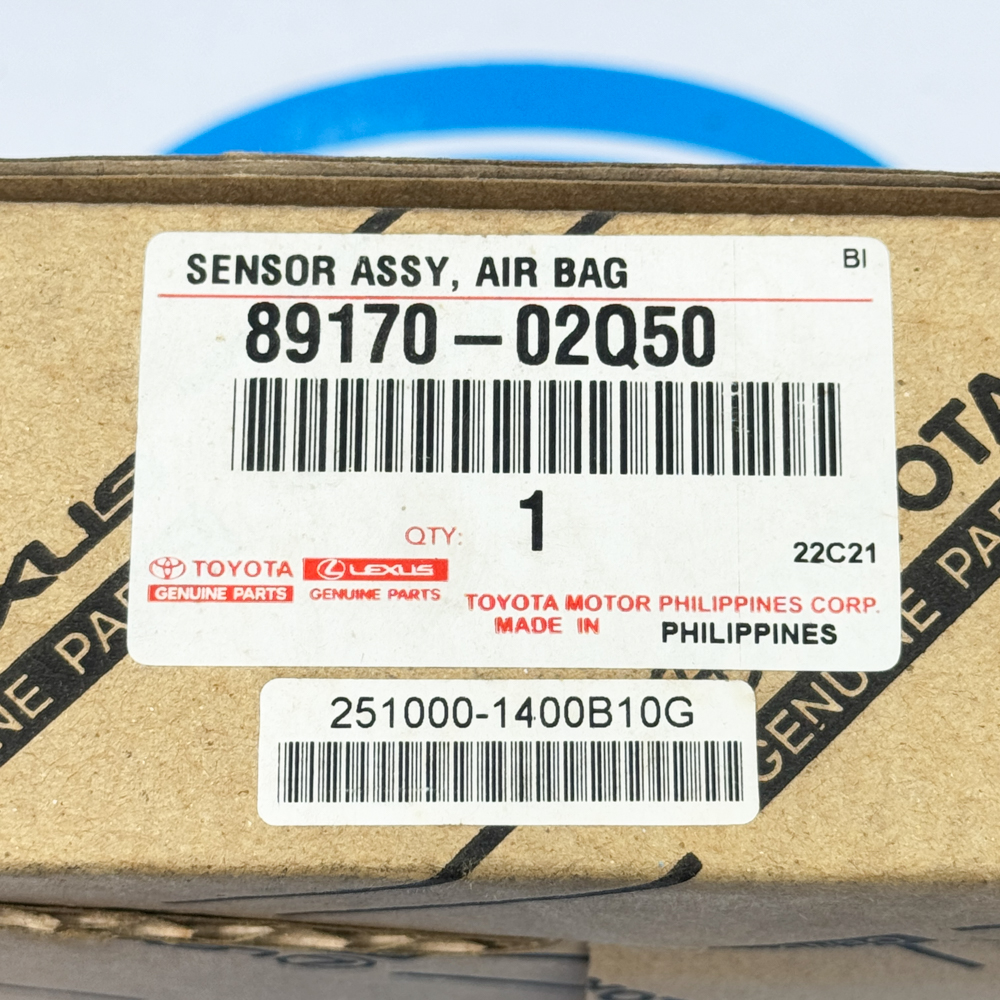 SENSOR ASSY, AIR BAG
BI
89170-02Q50
QTY: 1
22C21
TOYOTA LEXUS
GENUINE PARTS GENUINE PARTS
TOYOTA MOTOR PHILIPPINES CORP.
MADE IN PHILIPPINES
251000-1400B10G